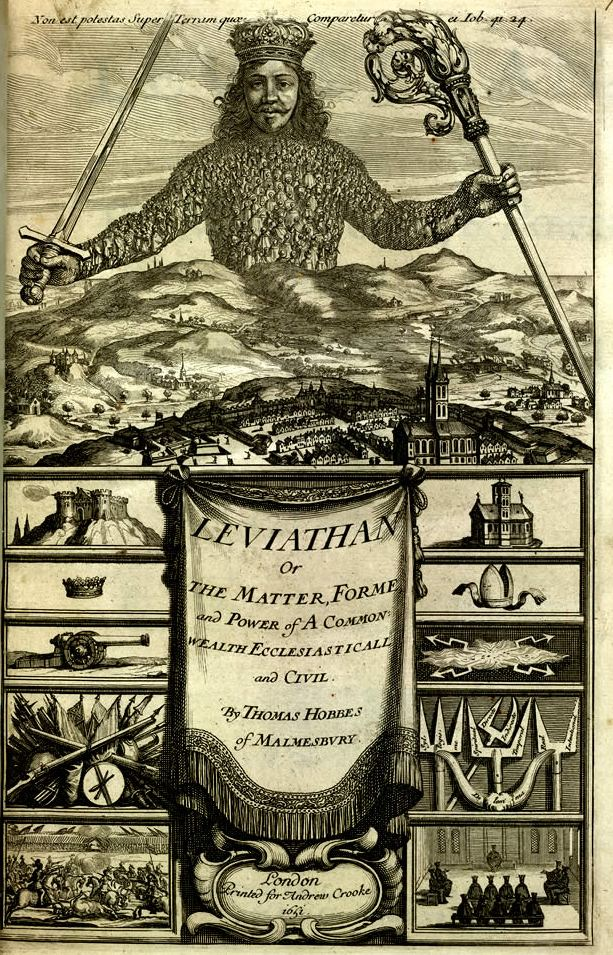 Non est potestas Super Terram quæ Comparetur ei Iob. 41. 24.
LEVIATHAN
Or
THE MATTER, FORME
and POWER of A COMMON-
WEALTH ECCLESIASTICALL
and CIVIL.
By THOMAS HOBBES
of MALMESBVRY.
London
Printed for Andrew Crooke
1651